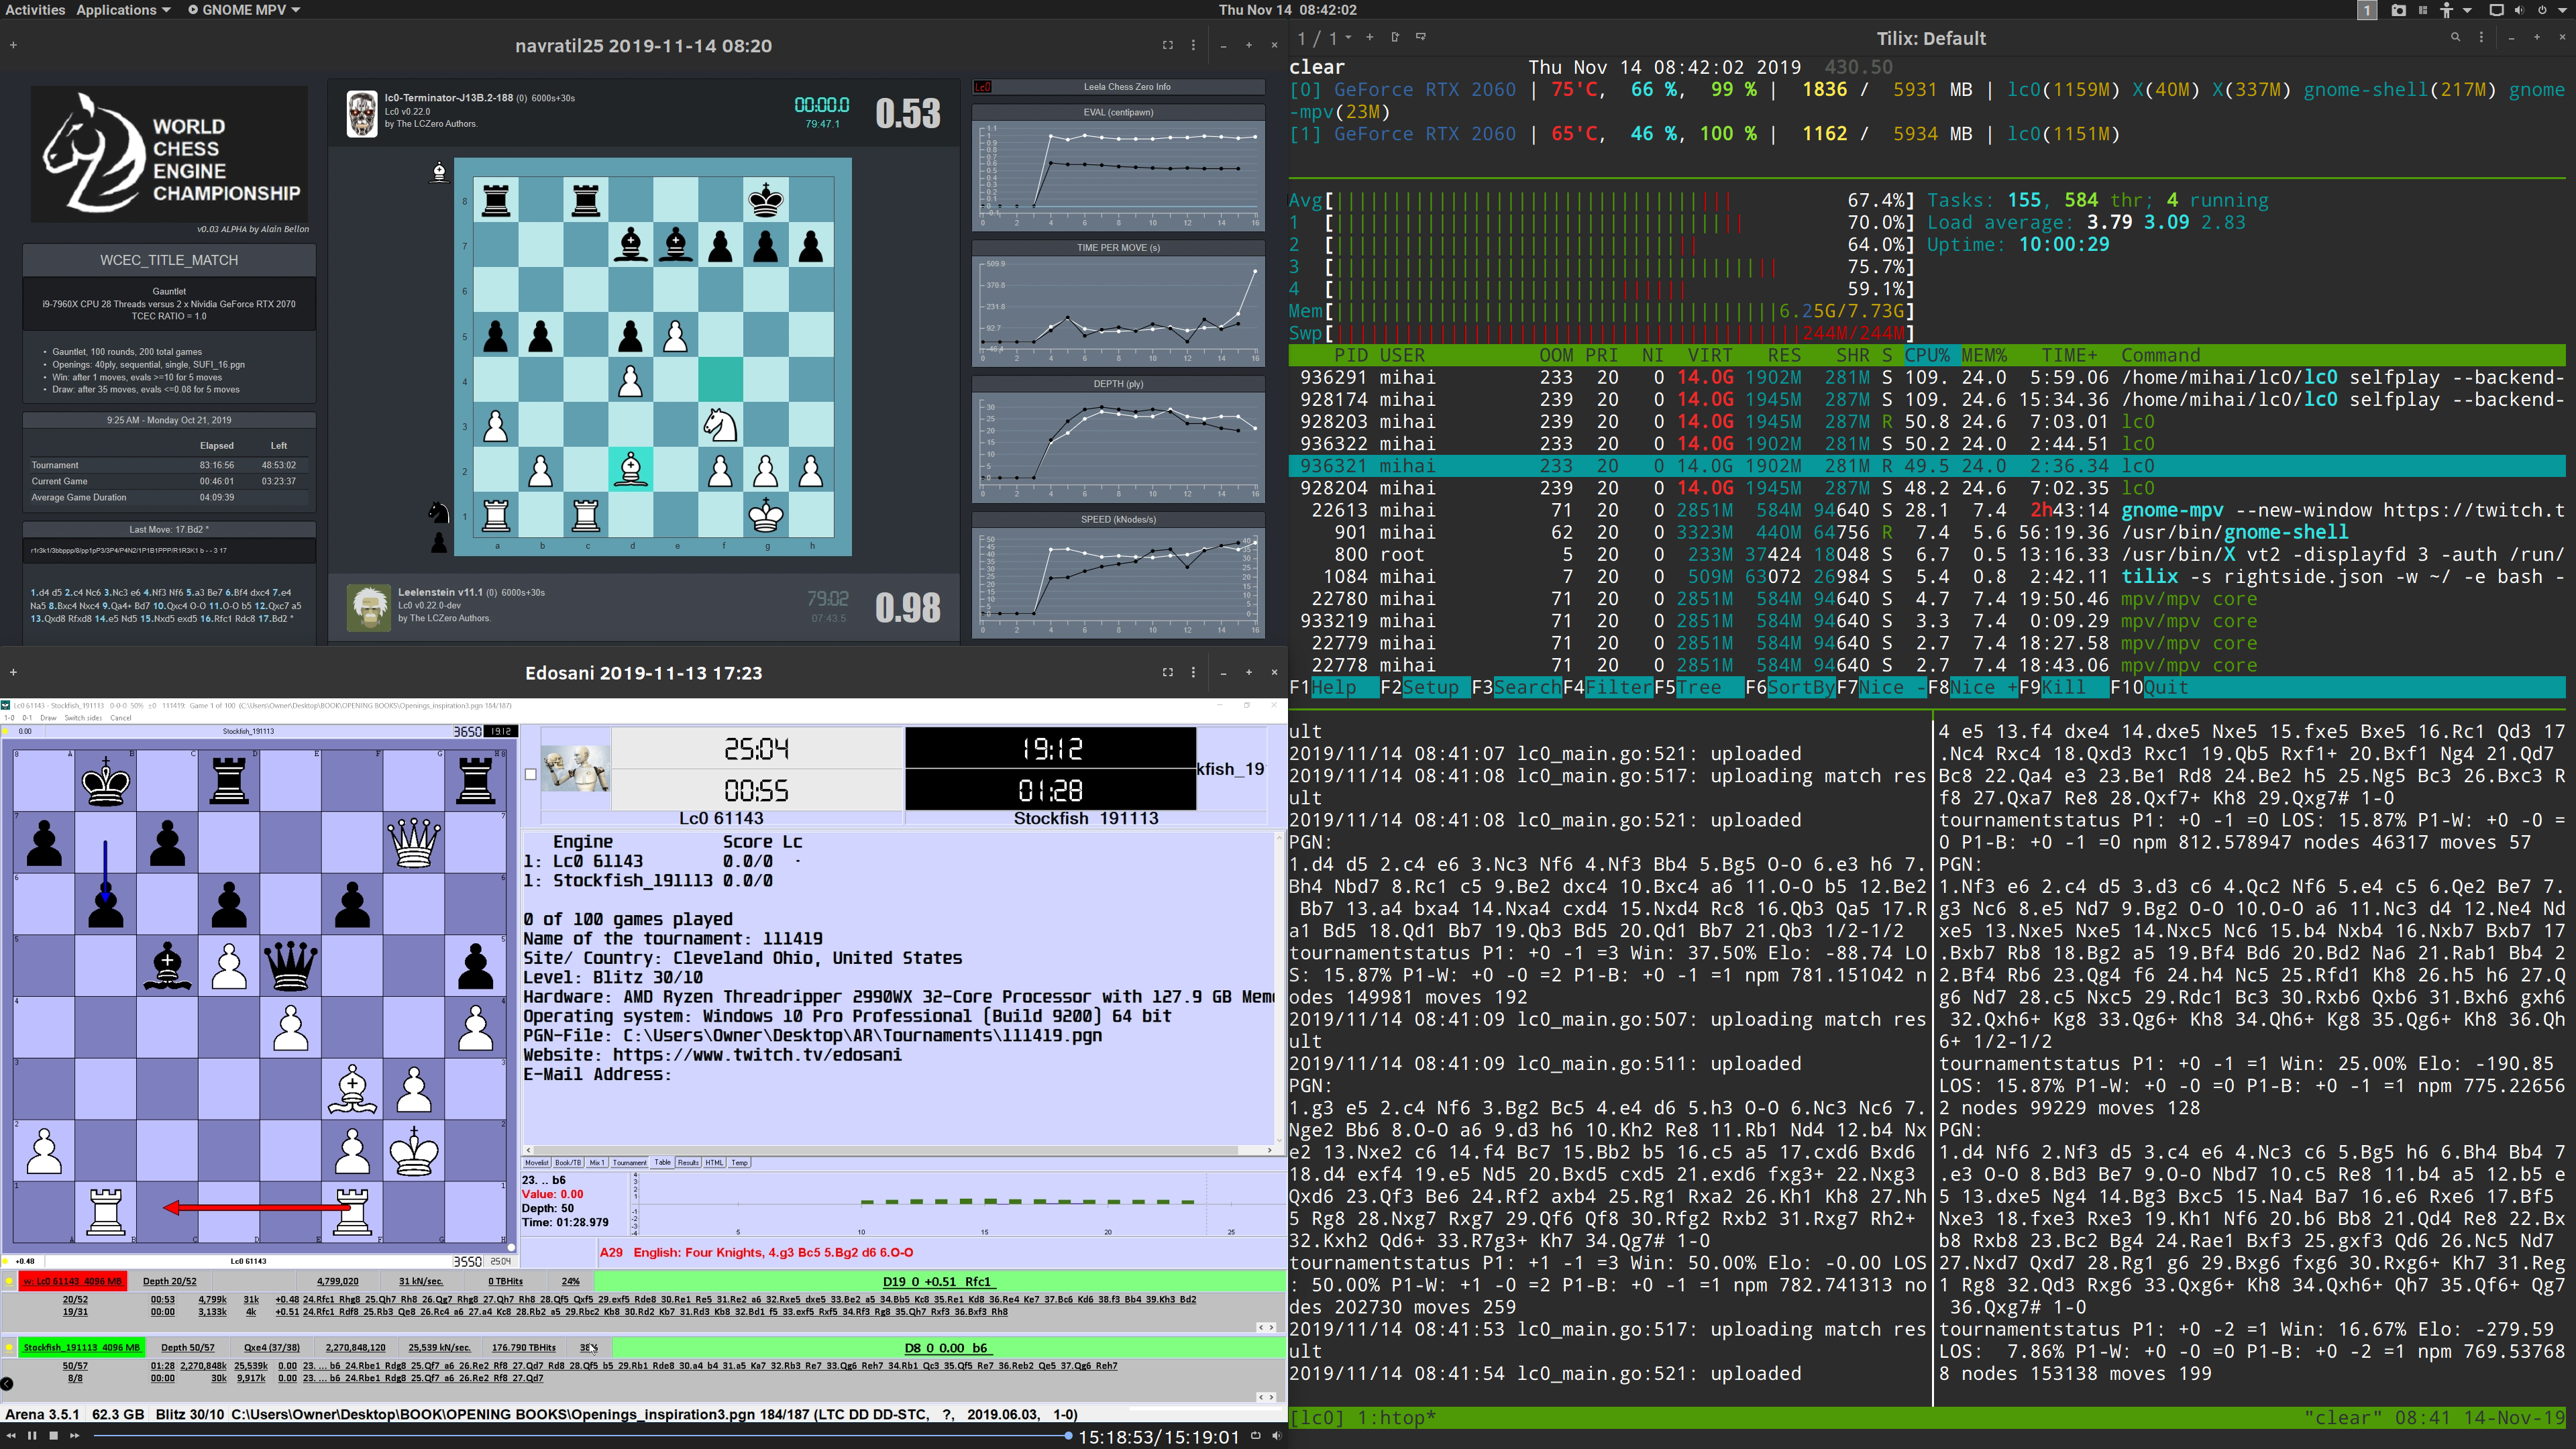 Activities Applications GNOME MPV
Thu Nov 14 08:42:02
1
navratil25 2019-11-14 08:20
WORLD
CHESS
ENGINE
CHAMPIONSHIP
v0.03 ALPHA by Alain Bellon
WCEC_TITLE_MATCH
Gauntlet
i9-7960X CPU 28 Threads versus 2 x Nividia GeForce RTX 2070
TCEC RATIO = 1.0
• Gauntlet, 100 rounds, 200 total games
• Openings: 40ply, sequential, single, SUFI_16.pgn
• Win: after 1 moves, evals >=10 for 5 moves
• Draw: after 35 moves, evals <=0.08 for 5 moves
9:25 AM - Monday Oct 21, 2019
Elapsed Left
Tournament 83:16:56 48:53:02
Current Game 00:46:01 03:23:37
Average Game Duration 04:09:39
Last Move: 17.Bd2 *
r1r3k1/3bbppp/8/pp1pP3/3P4/P4N2/1P1B1PPP/R1R3K1 b - - 3 17
1.d4 d5 2.c4 Nc6 3.Nc3 e6 4.Nf3 Nf6 5.a3 Be7 6.Bf4 dxc4 7.e4
Na5 8.Bxc4 Nxc4 9.Qa4+ Bd7 10.Qxc4 O-O 11.O-O b5 12.Qxc7 a5
13.Qxd8 Rfxd8 14.e5 Nd5 15.Nxd5 exd5 16.Rfc1 Rdc8 17.Bd2 *
lc0-Terminator-J13B.2-188 (0) 6000s+30s
Lc0 v0.22.0
by The LCZero Authors.
00:00.0
79:47.1
0.53
8
7
6
5
4
3
2
1
a b c d e f g h
Leelenstein v11.1 (0) 6000s+30s
Lc0 v0.22.0-dev
by The LCZero Authors.
79:02
07:43.5
0.98
Lc0
Leela Chess Zero Info
EVAL (centipawn)
TIME PER MOVE (s)
DEPTH (ply)
SPEED (kNodes/s)
1 / 1
Tilix: Default
clear Thu Nov 14 08:42:02 2019 430.50
[0] GeForce RTX 2060 | 75'C, 66 %, 99 % | 1836 / 5931 MB | lc0(1159M) X(40M) X(337M) gnome-shell(217M) gnome
-mpv(23M)
[1] GeForce RTX 2060 | 65'C, 46 %, 100 % | 1162 / 5934 MB | lc0(1151M)
Avg[ 67.4%] Tasks: 155, 584 thr; 4 running
1 [ 70.0%] Load average: 3.79 3.09 2.83
2 [ 64.0%] Uptime: 10:00:29
3 [ 75.7%]
4 [ 59.1%]
Mem[ 6.25G/7.73G]
Swp[ 244M/244M]
PID USER OOM PRI NI VIRT RES SHR S CPU% MEM% TIME+ Command
936291 mihai 233 20 0 14.0G 1902M 281M S 109. 24.0 5:59.06 /home/mihai/lc0/lc0 selfplay --backend-
928174 mihai 239 20 0 14.0G 1945M 287M S 109. 24.6 15:34.36 /home/mihai/lc0/lc0 selfplay --backend-
928203 mihai 239 20 0 14.0G 1945M 287M R 50.8 24.6 7:03.01 lc0
936322 mihai 233 20 0 14.0G 1902M 281M S 50.2 24.0 2:44.51 lc0
936321 mihai 233 20 0 14.0G 1902M 281M R 49.5 24.0 2:36.34 lc0
928204 mihai 239 20 0 14.0G 1945M 287M S 48.2 24.6 7:02.35 lc0
22613 mihai 71 20 0 2851M 584M 94640 S 28.1 7.4 2h43:14 gnome-mpv --new-window https://twitch.t
901 mihai 62 20 0 3323M 440M 64756 R 7.4 5.6 56:19.36 /usr/bin/gnome-shell
800 root 5 20 0 233M 37424 18048 S 6.7 0.5 13:16.33 /usr/bin/X vt2 -displayfd 3 -auth /run/
1084 mihai 7 20 0 509M 63072 26984 S 5.4 0.8 2:42.11 tilix -s rightside.json -w ~/ -e bash -
22780 mihai 71 20 0 2851M 584M 94640 S 4.7 7.4 19:50.46 mpv/mpv core
933219 mihai 71 20 0 2851M 584M 94640 S 3.3 7.4 0:09.29 mpv/mpv core
22779 mihai 71 20 0 2851M 584M 94640 S 2.7 7.4 18:27.58 mpv/mpv core
22778 mihai 71 20 0 2851M 584M 94640 S 2.7 7.4 18:43.06 mpv/mpv core
F1Help F2Setup F3SearchF4FilterF5Tree F6SortByF7Nice -F8Nice +F9Kill F10Quit
ult
2019/11/14 08:41:07 lc0_main.go:521: uploaded
2019/11/14 08:41:08 lc0_main.go:517: uploading match res
ult
2019/11/14 08:41:08 lc0_main.go:521: uploaded
PGN:
1.d4 d5 2.c4 e6 3.Nc3 Nf6 4.Nf3 Bb4 5.Bg5 O-O 6.e3 h6 7.
Bh4 Nbd7 8.Rc1 c5 9.Be2 dxc4 10.Bxc4 a6 11.O-O b5 12.Be2
Bb7 13.a4 bxa4 14.Nxa4 cxd4 15.Nxd4 Rc8 16.Qb3 Qa5 17.R
a1 Bd5 18.Qd1 Bb7 19.Qb3 Bd5 20.Qd1 Bb7 21.Qb3 1/2-1/2
tournamentstatus P1: +0 -1 =3 Win: 37.50% Elo: -88.74 LO
S: 15.87% P1-W: +0 -0 =2 P1-B: +0 -1 =1 npm 781.151042 n
odes 149981 moves 192
2019/11/14 08:41:09 lc0_main.go:507: uploading match res
ult
2019/11/14 08:41:09 lc0_main.go:511: uploaded
PGN:
1.g3 e5 2.c4 Nf6 3.Bg2 Bc5 4.e4 d6 5.h3 O-O 6.Nc3 Nc6 7.
Nge2 Bb6 8.O-O a6 9.d3 h6 10.Kh2 Re8 11.Rb1 Nd4 12.b4 Nx
e2 13.Nxe2 c6 14.f4 Bc7 15.Bb2 b5 16.c5 a5 17.cxd6 Bxd6
18.d4 exf4 19.e5 Nd5 20.Bxd5 cxd5 21.exd6 fxg3+ 22.Nxg3
Qxd6 23.Qf3 Be6 24.Rf2 axb4 25.Rg1 Rxa2 26.Kh1 Kh8 27.Nh
5 Rg8 28.Nxg7 Rxg7 29.Qf6 Qf8 30.Rfg2 Rxb2 31.Rxg7 Rh2+
32.Kxh2 Qd6+ 33.R7g3+ Kh7 34.Qg7# 1-0
tournamentstatus P1: +1 -1 =3 Win: 50.00% Elo: -0.00 LOS
: 50.00% P1-W: +1 -0 =2 P1-B: +0 -1 =1 npm 782.741313 no
des 202730 moves 259
2019/11/14 08:41:53 lc0_main.go:517: uploading match res
ult
2019/11/14 08:41:54 lc0_main.go:521: uploaded
4 e5 13.f4 dxe4 14.dxe5 Nxe5 15.fxe5 Bxe5 16.Rc1 Qd3 17
.Nc4 Rxc4 18.Qxd3 Rxc1 19.Qb5 Rxf1+ 20.Bxf1 Ng4 21.Qd7
Bc8 22.Qa4 e3 23.Be1 Rd8 24.Be2 h5 25.Ng5 Bc3 26.Bxc3 R
f8 27.Qxa7 Re8 28.Qxf7+ Kh8 29.Qxg7# 1-0
tournamentstatus P1: +0 -1 =0 LOS: 15.87% P1-W: +0 -0 =
0 P1-B: +0 -1 =0 npm 812.578947 nodes 46317 moves 57
PGN:
1.Nf3 e6 2.c4 d5 3.d3 c6 4.Qc2 Nf6 5.e4 c5 6.Qe2 Be7 7.
g3 Nc6 8.e5 Nd7 9.Bg2 O-O 10.O-O a6 11.Nc3 d4 12.Ne4 Nd
xe5 13.Nxe5 Nxe5 14.Nxc5 Nc6 15.b4 Nxb4 16.Nxb7 Bxb7 17
.Bxb7 Rb8 18.Bg2 a5 19.Bf4 Bd6 20.Bd2 Na6 21.Rab1 Bb4 2
2.Bf4 Rb6 23.Qg4 f6 24.h4 Nc5 25.Rfd1 Kh8 26.h5 h6 27.Q
g6 Nd7 28.c5 Nxc5 29.Rdc1 Bc3 30.Rxb6 Qxb6 31.Bxh6 gxh6
32.Qxh6+ Kg8 33.Qg6+ Kh8 34.Qh6+ Kg8 35.Qg6+ Kh8 36.Qh
6+ 1/2-1/2
tournamentstatus P1: +0 -1 =1 Win: 25.00% Elo: -190.85
LOS: 15.87% P1-W: +0 -0 =0 P1-B: +0 -1 =1 npm 775.22656
2 nodes 99229 moves 128
PGN:
1.d4 Nf6 2.Nf3 d5 3.c4 e6 4.Nc3 c6 5.Bg5 h6 6.Bh4 Bb4 7
.e3 O-O 8.Bd3 Be7 9.O-O Nbd7 10.c5 Re8 11.b4 a5 12.b5 e
5 13.dxe5 Ng4 14.Bg3 Bxc5 15.Na4 Ba7 16.e6 Rxe6 17.Bf5
Nxe3 18.fxe3 Rxe3 19.Kh1 Nf6 20.b6 Bb8 21.Qd4 Re8 22.Bx
b8 Rxb8 23.Bc2 Bg4 24.Rae1 Bxf3 25.gxf3 Qd6 26.Nc5 Nd7
27.Nxd7 Qxd7 28.Rg1 g6 29.Bxg6 fxg6 30.Rxg6+ Kh7 31.Reg
1 Rg8 32.Qd3 Rxg6 33.Qxg6+ Kh8 34.Qxh6+ Qh7 35.Qf6+ Qg7
36.Qxg7# 1-0
tournamentstatus P1: +0 -2 =1 Win: 16.67% Elo: -279.59
LOS: 7.86% P1-W: +0 -0 =0 P1-B: +0 -2 =1 npm 769.53768
8 nodes 153138 moves 199
[lc0] 1:htop* "clear" 08:41 14-Nov-19
Edosani 2019-11-13 17:23
Lc0 61143 - Stockfish_191113 0-0-0 50% ±0 111419: Game 1 of 100 (C:\Users\Owner\Desktop\BOOK\OPENING BOOKS\Openings_inspiration3.pgn 184/187)
1-0 0-1 Draw Switch sides Cancel
0.00 Stockfish_191113 3650 19:12
25:04 19:12
00:55 01:28
kfish_19
Lc0 61143 Stockfish 191113
Engine Score Lc
1: Lc0 61143 0.0/0 -
1: Stockfish_191113 0.0/0
0 of 100 games played
Name of the tournament: 111419
Site/ Country: Cleveland Ohio, United States
Level: Blitz 30/10
Hardware: AMD Ryzen Threadripper 2990WX 32-Core Processor with 127.9 GB Mem
Operating system: Windows 10 Pro Professional (Build 9200) 64 bit
PGN-File: C:\Users\Owner\Desktop\AR\Tournaments\111419.pgn
Website: https://www.twitch.tv/edosani
E-Mail Address:
Movelist Book/TB Mix 1 Tournament Table Results HTML Temp
23. .. b6
Value: 0.00
Depth: 50
Time: 01:28.979
5 10 15 20 25
A29 English: Four Knights, 4.g3 Bc5 5.Bg2 d6 6.O-O
+0.48 Lc0 61143 3550 25:04
w: Lc0 61143 4096 MB Depth 20/52 4,799,020 31 kN/sec. 0 TBHits 24% D19 0 +0.51 Rfc1
20/52 00:53 4,799k 31k +0.48 24.Rfc1 Rhg8 25.Qh7 Rh8 26.Qg7 Rhg8 27.Qh7 Rh8 28.Qf5 Qxf5 29.exf5 Rde8 30.Re1 Re5 31.Re2 a6 32.Rxe5 dxe5 33.Be2 a5 34.Bb5 Kc8 35.Re1 Kd8 36.Re4 Ke7 37.Bc6 Kd6 38.f3 Bb4 39.Kh3 Bd2
19/31 00:00 3,133k 4k +0.51 24.Rfc1 Rdf8 25.Rb3 Qe8 26.Rc4 a6 27.a4 Kc8 28.Rb2 a5 29.Rbc2 Kb8 30.Rd2 Kb7 31.Rd3 Kb8 32.Bd1 f5 33.exf5 Rxf5 34.Rf3 Rg8 35.Qh7 Rxf3 36.Bxf3 Rh8
Stockfish_191113 4096 MB Depth 50/57 Qxe4 (37/38) 2,270,848,120 25,539 kN/sec. 176.790 TBHits 38% D8 0 0.00 b6
50/57 01:28 2,270,848k 25,539k 0.00 23. ... b6 24.Rbe1 Rdg8 25.Qf7 a6 26.Re2 Rf8 27.Qd7 Rd8 28.Qf5 b5 29.Rb1 Rde8 30.a4 b4 31.a5 Ka7 32.Rb3 Re7 33.Qg6 Reh7 34.Rb1 Qc3 35.Qf5 Re7 36.Reb2 Qe5 37.Qg6 Reh7
8/8 00:00 30k 9,917k 0.00 23. ... b6 24.Rbe1 Rdg8 25.Qf7 a6 26.Re2 Rf8 27.Qd7
Arena 3.5.1 62.3 GB Blitz 30/10 C:\Users\Owner\Desktop\BOOK\OPENING BOOKS\Openings_inspiration3.pgn 184/187 (LTC DD DD-STC, ?, 2019.06.03, 1-0)
15:18:53/15:19:01